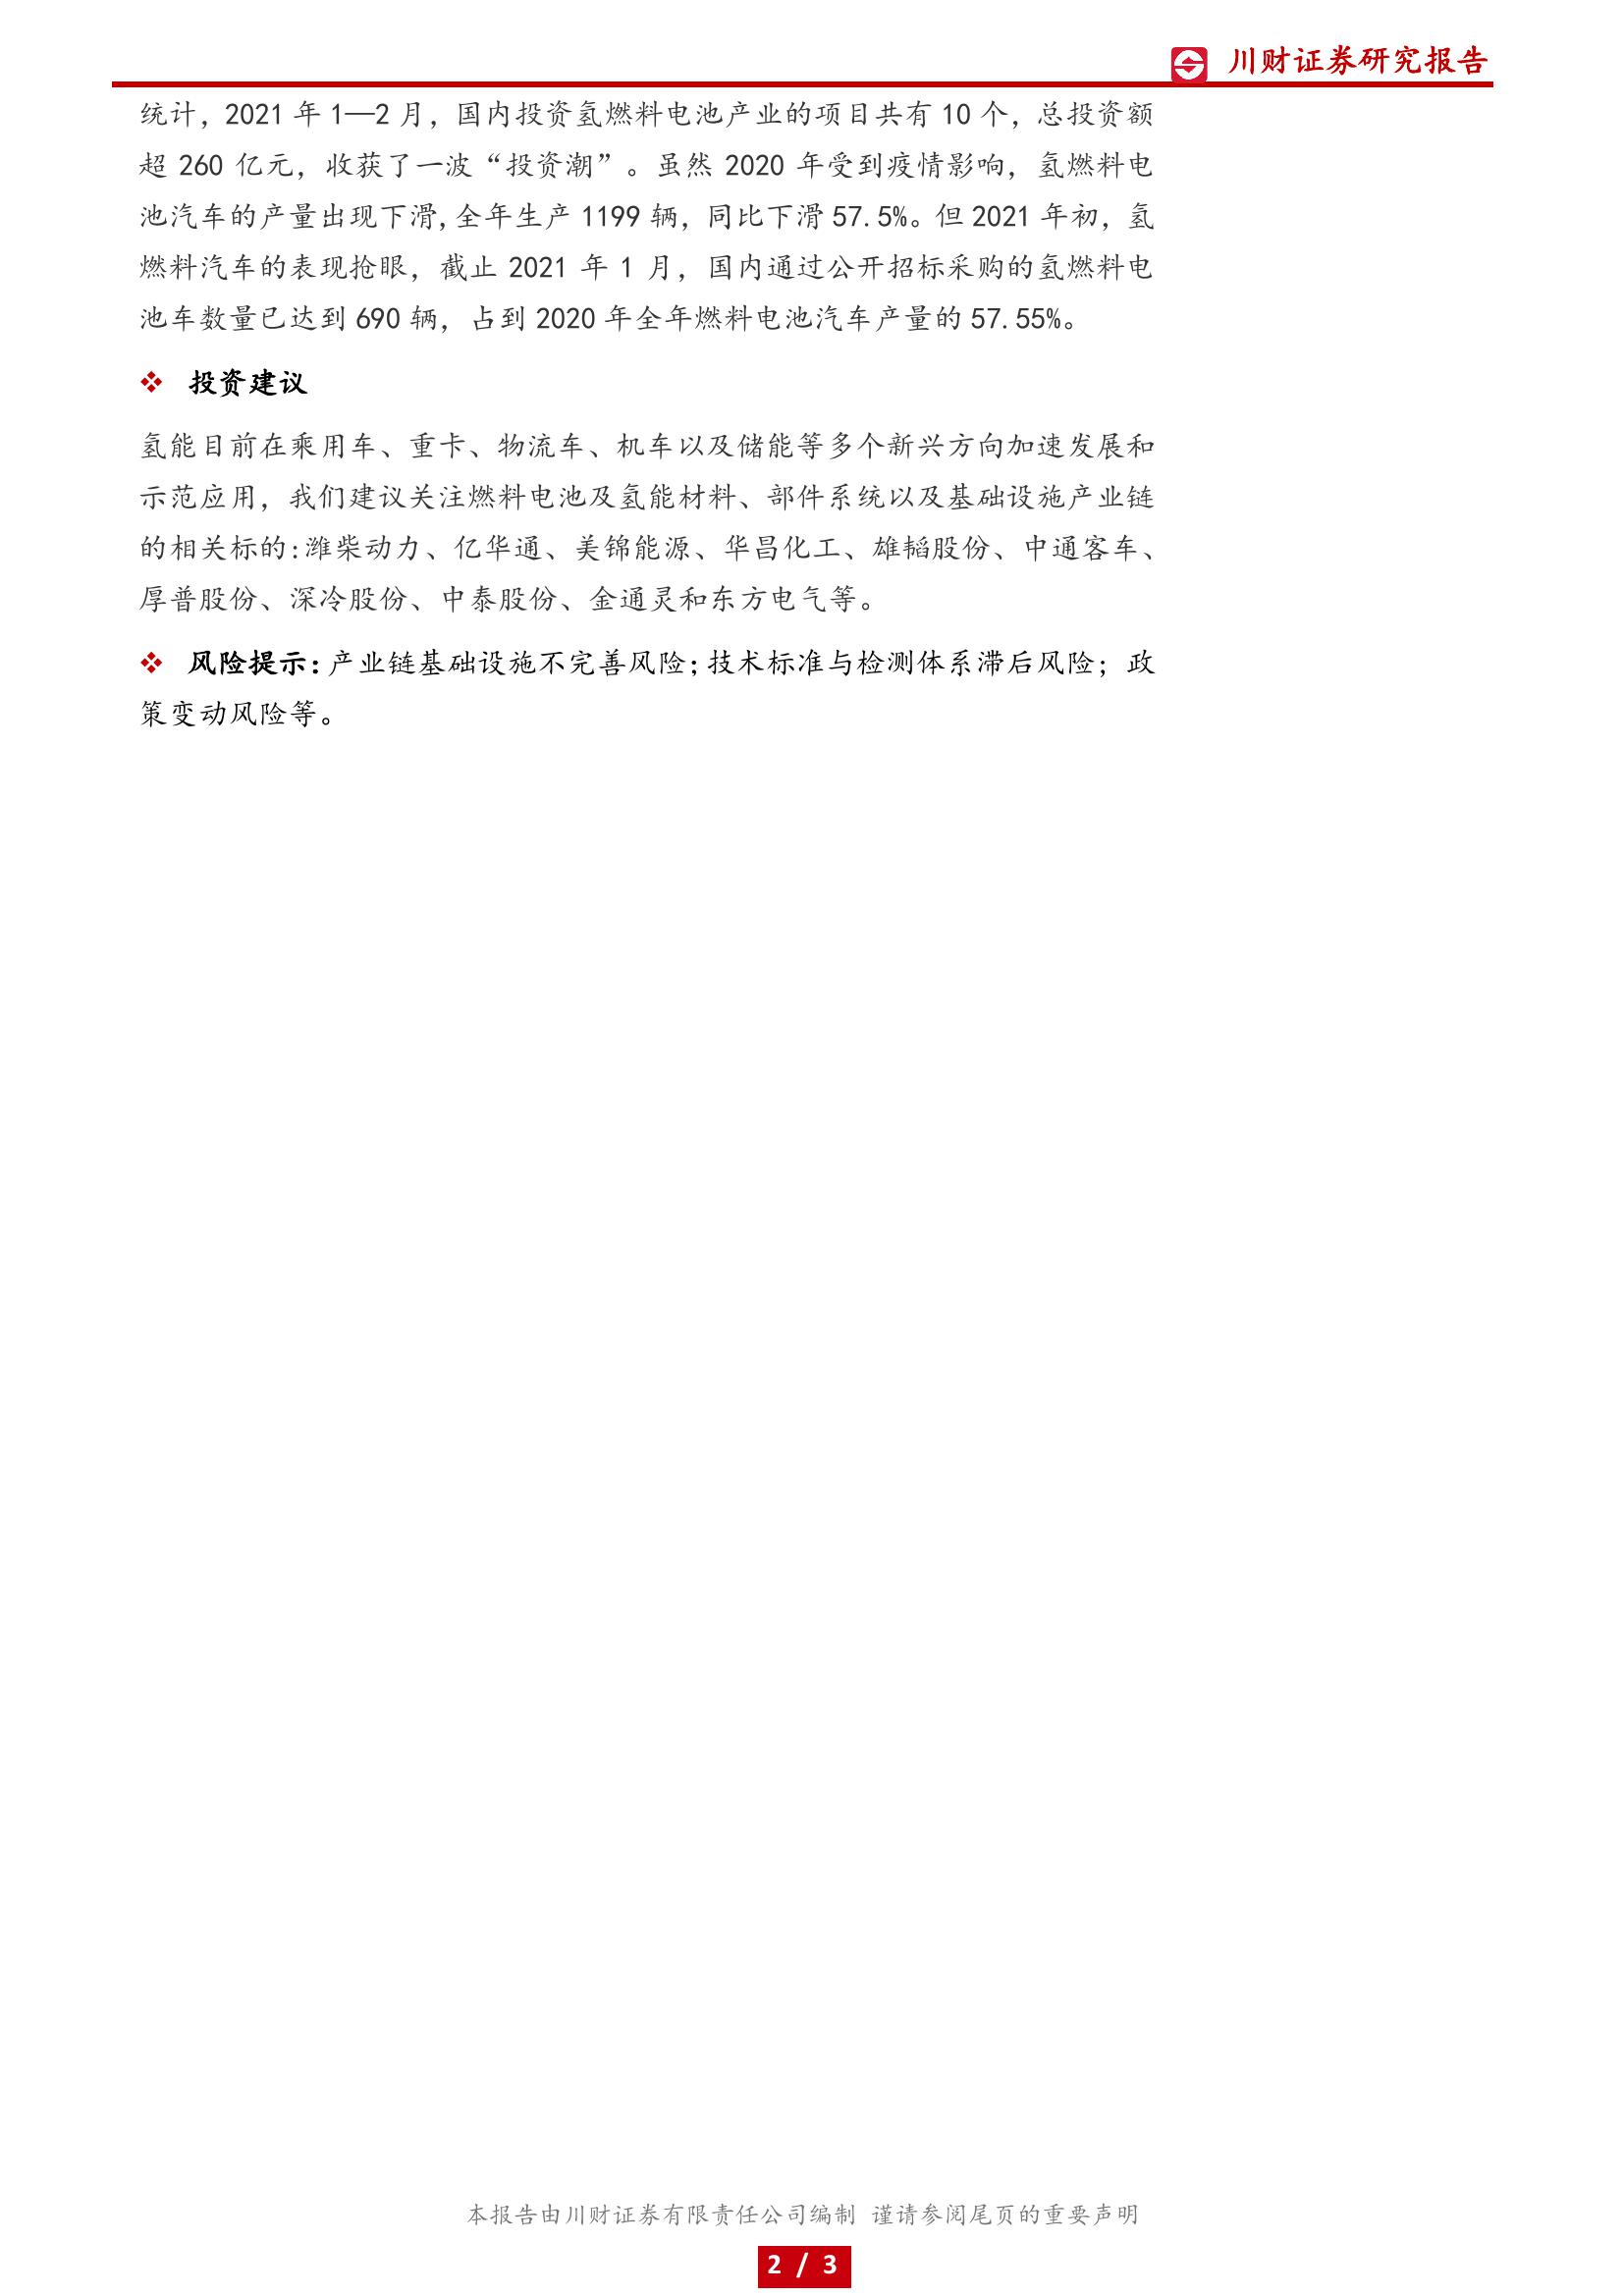 川财证券研究报告
统计，2021 年 1—2 月，国内投资氢燃料电池产业的项目共有 10 个，总投资额
超 260 亿元，收获了一波“投资潮”。虽然 2020 年受到疫情影响，氢燃料电
池汽车的产量出现下滑,全年生产 1199 辆，同比下滑 57.5%。但 2021 年初，氢
燃料汽车的表现抢眼，截止 2021 年 1 月，国内通过公开招标采购的氢燃料电
池车数量已达到 690 辆，占到 2020 年全年燃料电池汽车产量的 57.55%。
❖ 投资建议
氢能目前在乘用车、重卡、物流车、机车以及储能等多个新兴方向加速发展和
示范应用，我们建议关注燃料电池及氢能材料、部件系统以及基础设施产业链
的相关标的:潍柴动力、亿华通、美锦能源、华昌化工、雄韬股份、中通客车、
厚普股份、深冷股份、中泰股份、金通灵和东方电气等。
❖ 风险提示:产业链基础设施不完善风险;技术标准与检测体系滞后风险；政
策变动风险等。
本报告由川财证券有限责任公司编制 谨请参阅尾页的重要声明
2 / 3